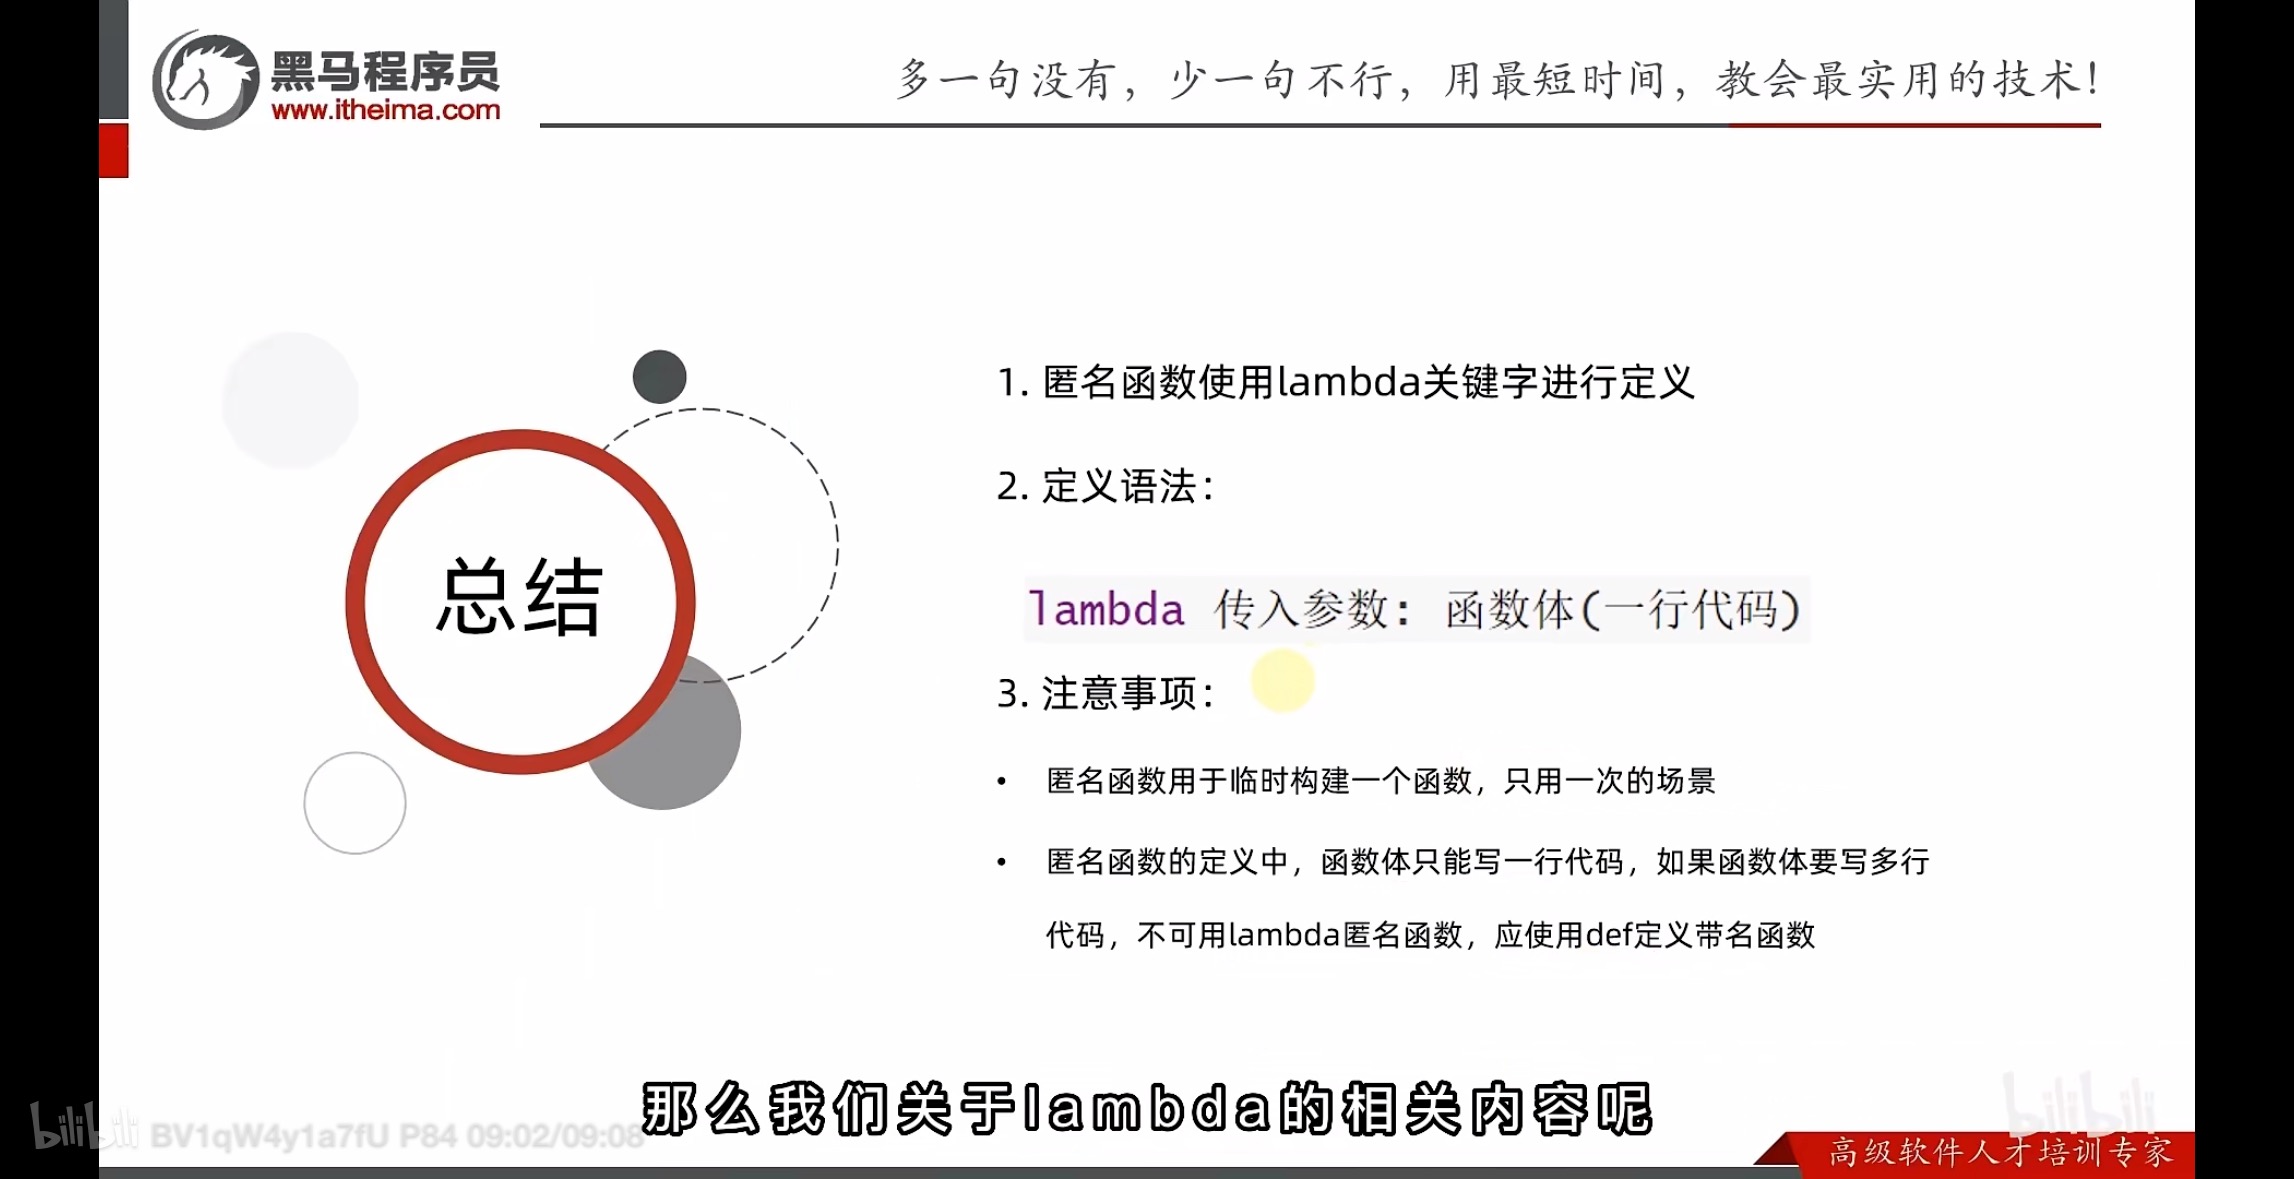 黑马程序员
www.itheima.com
多一句没有，少一句不行，用最短时间，教会最实用的技术！
总结
1. 匿名函数使用lambda关键字进行定义
2. 定义语法：
lambda 传入参数: 函数体(一行代码)
3. 注意事项：
• 匿名函数用于临时构建一个函数，只用一次的场景
• 匿名函数的定义中，函数体只能写一行代码，如果函数体要写多行
代码，不可用lambda匿名函数，应使用def定义带名函数
那么我们关于lambda的相关内容呢
bilibili BV1qW4y1a7fU P84 09:02/09:08
bilibili
高级软件人才培训专家